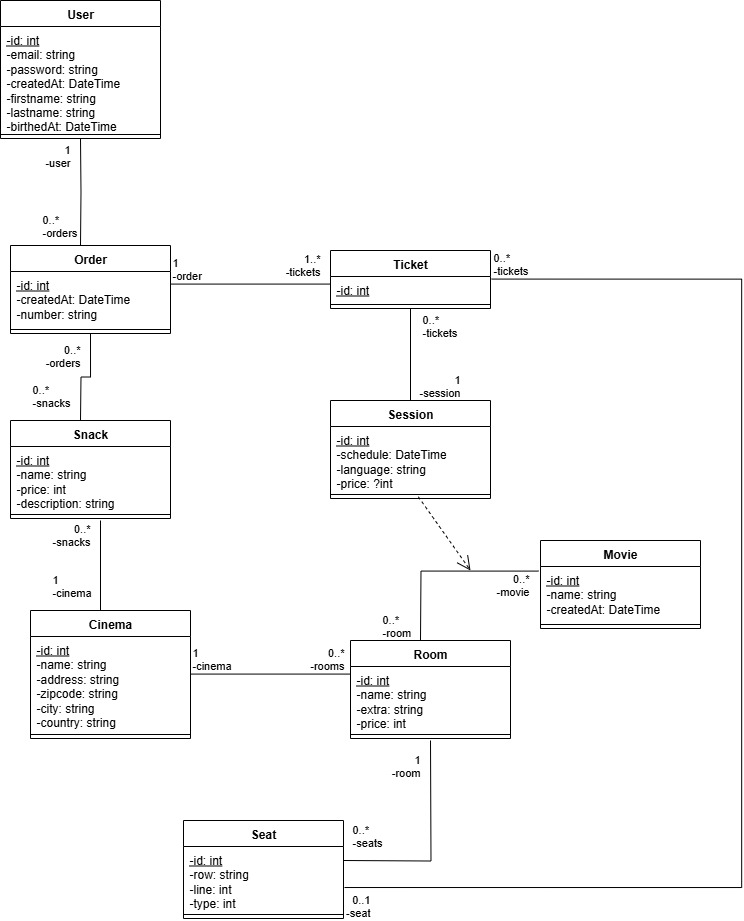 User
-id: int
-email: string
-password: string
-createdAt: DateTime
-firstname: string
-lastname: string
-birthedAt: DateTime
1
-user
0..*
-orders
Order
-id: int
-createdAt: DateTime
-number: string
1
-order
1..*
-tickets
Ticket
-id: int
0..*
-tickets
0..*
-tickets
1
-session
0..*
-orders
0..*
-snacks
Snack
-id: int
-name: string
-price: int
-description: string
Session
-id: int
-schedule: DateTime
-language: string
-price: ?int
0..*
-snacks
1
-cinema
Movie
-id: int
-name: string
-createdAt: DateTime
0..*
-movie
0..*
-room
Cinema
-id: int
-name: string
-address: string
-zipcode: string
-city: string
-country: string
1
-cinema
0..*
-rooms
Room
-id: int
-name: string
-extra: string
-price: int
1
-room
0..*
-seats
Seat
-id: int
-row: string
-line: int
-type: int
0..1
-seat